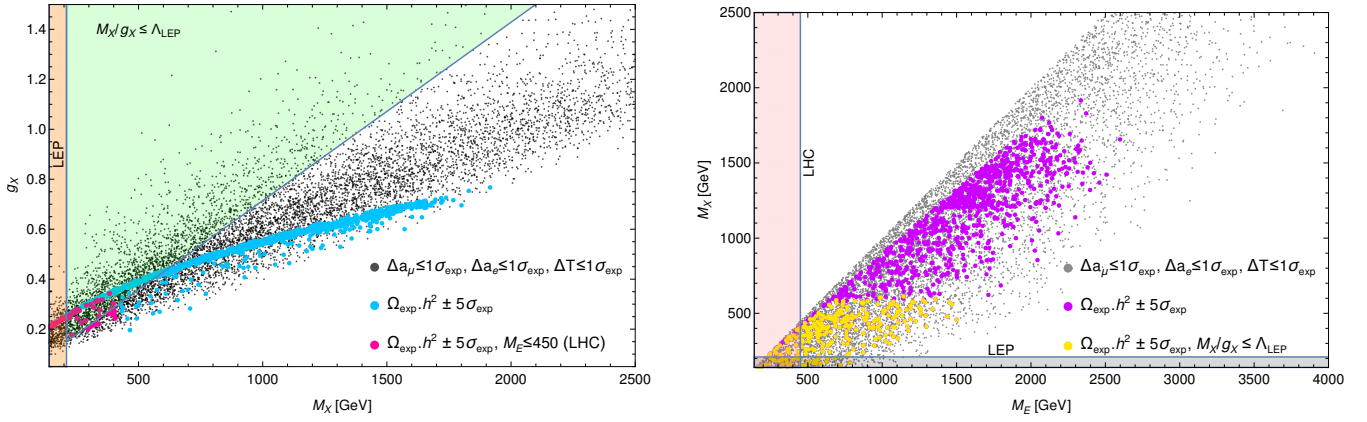 M_X/g_X ≤ Λ_LEP
LEP
g_X
1.4
1.2
1.0
0.8
0.6
0.4
0.2
Δa_μ≤1σ_exp, Δa_e≤1σ_exp, ΔT≤1σ_exp
Ω_exp.h² ± 5σ_exp
Ω_exp.h² ± 5σ_exp, M_E≤450 (LHC)
500 1000 1500 2000 2500
M_X [GeV]
2500
2000
1500
1000
500
M_X [GeV]
LHC
Δa_μ≤1σ_exp, Δa_e≤1σ_exp, ΔT≤1σ_exp
Ω_exp.h² ± 5σ_exp
Ω_exp.h² ± 5σ_exp, M_X/g_X ≤ Λ_LEP
LEP
500 1000 1500 2000 2500 3000 3500 4000
M_E [GeV]